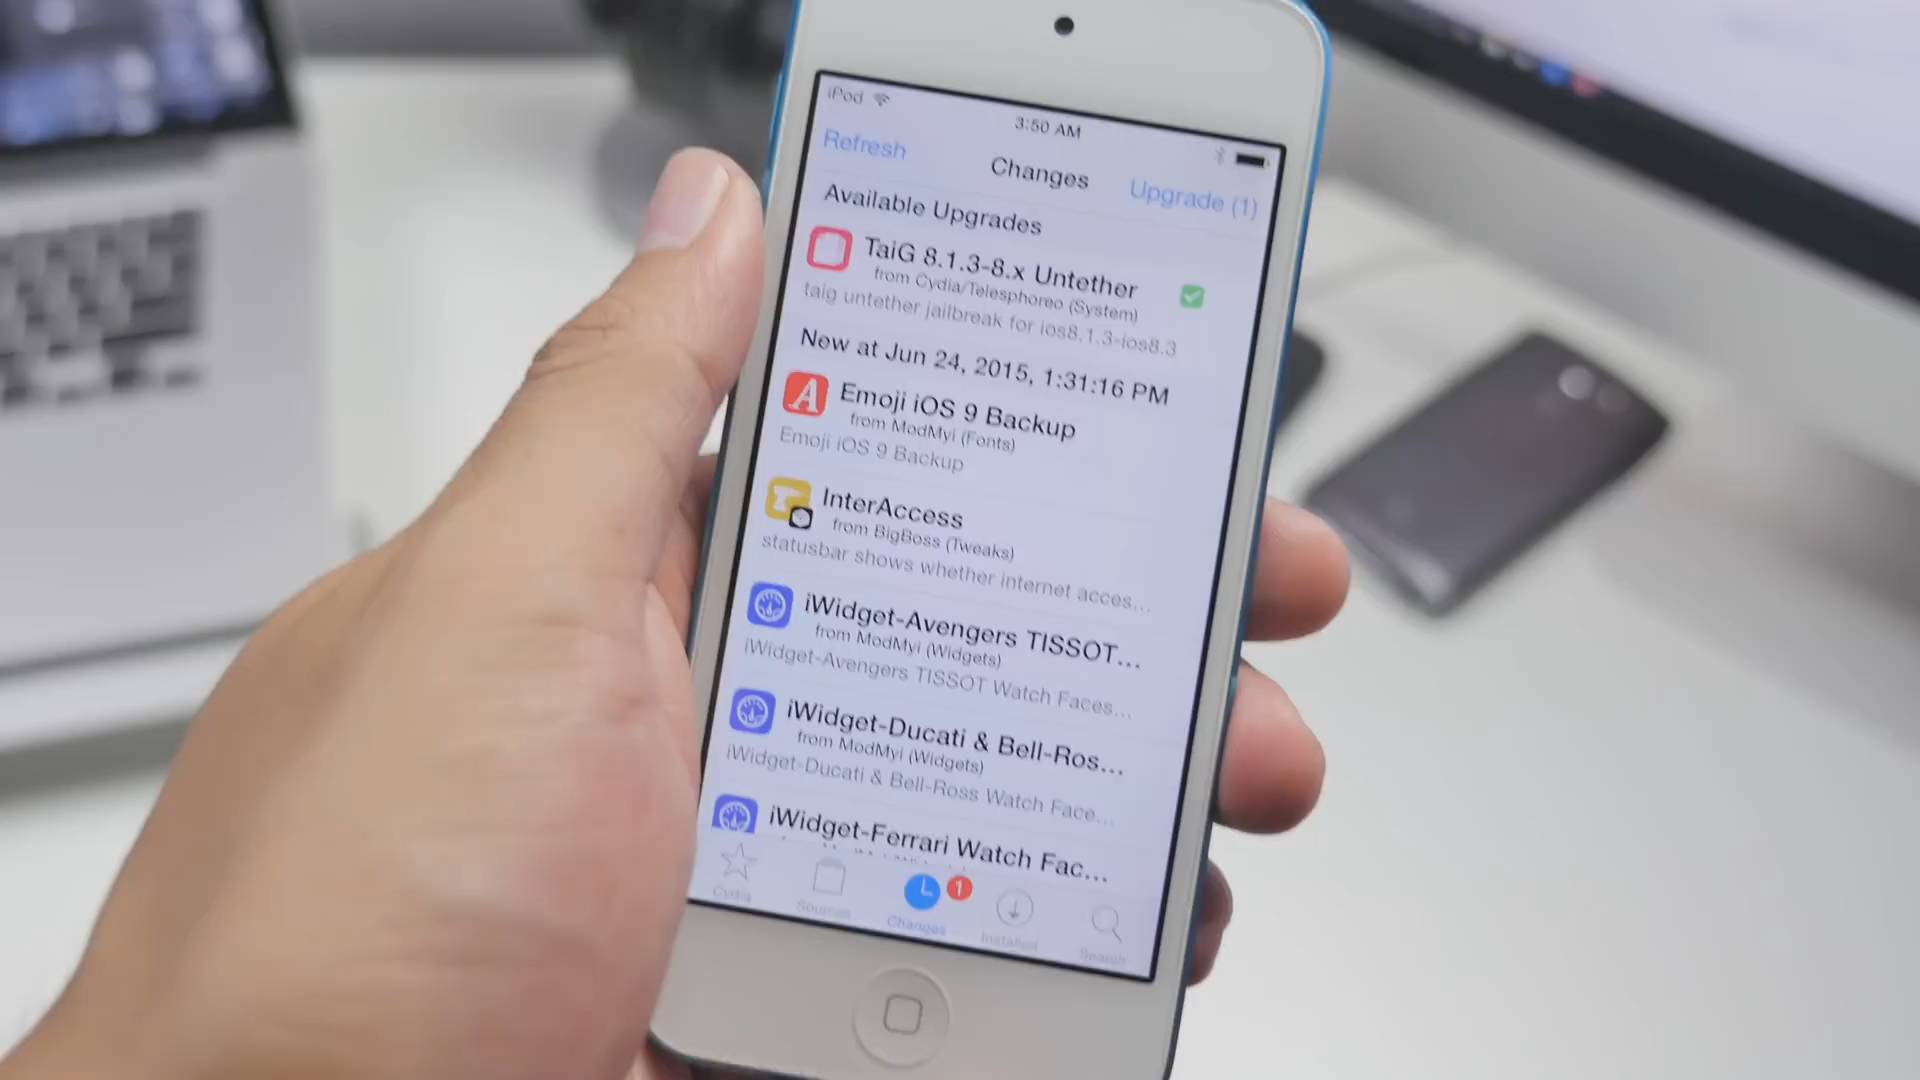 iPod
3:50 AM
Refresh
Changes
Upgrade (1)
Available Upgrades
TaiG 8.1.3-8.x Untether
from Cydia/Telesphoreo (System)
taig untether jailbreak for ios8.1.3-ios8.3
New at Jun 24, 2015, 1:31:16 PM
A
Emoji iOS 9 Backup
from ModMyi (Fonts)
Emoji iOS 9 Backup
InterAccess
from BigBoss (Tweaks)
statusbar shows whether internet acces...
iWidget-Avengers TISSOT...
from ModMyi (Widgets)
iWidget-Avengers TISSOT Watch Faces...
iWidget-Ducati & Bell-Ros...
from ModMyi (Widgets)
iWidget-Ducati & Bell-Ross Watch Face...
iWidget-Ferrari Watch Fac...
1
Cydia
Sources
Changes
Installed
Search